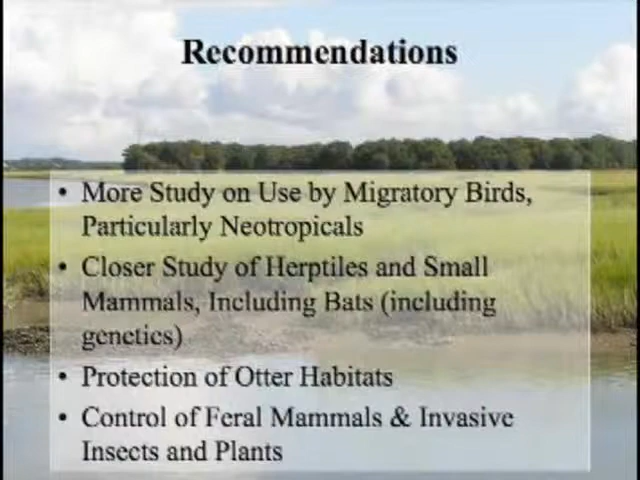 Recommendations
• More Study on Use by Migratory Birds,
Particularly Neotropicals
• Closer Study of Herptiles and Small
Mammals, Including Bats (including
genetics)
• Protection of Otter Habitats
• Control of Feral Mammals & Invasive
Insects and Plants